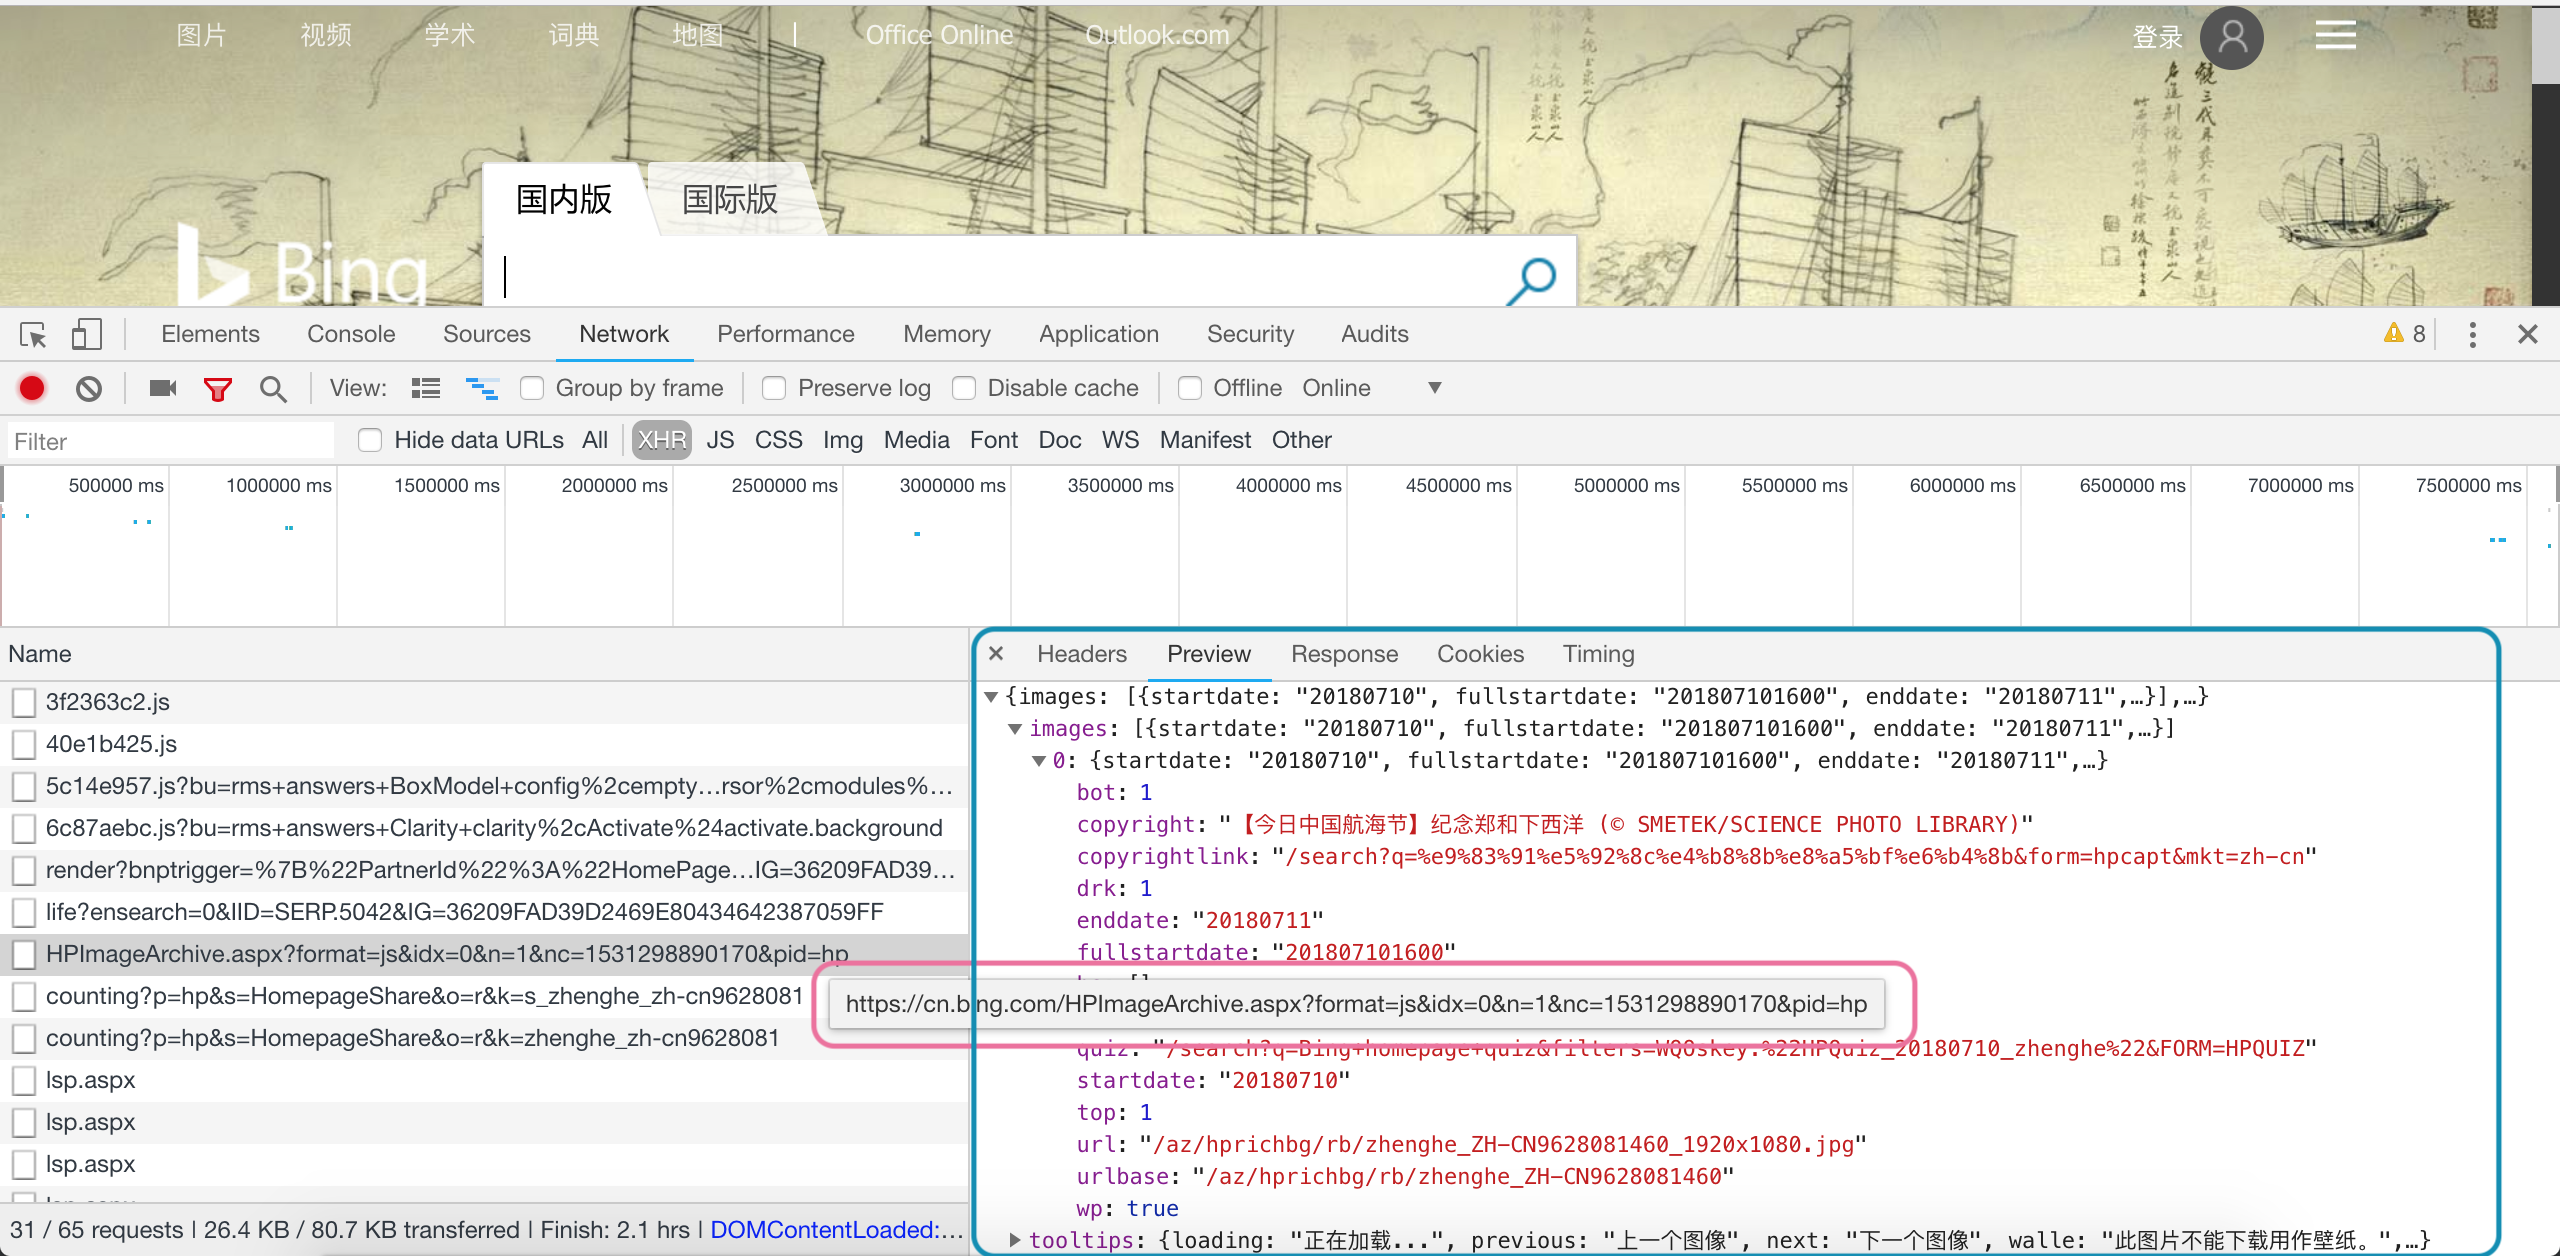 图片 视频 学术 词典 地图 | Office Online Outlook.com 登录
国内版 国际版
Bing
Elements Console Sources Network Performance Memory Application Security Audits 8
View: Group by frame Preserve log Disable cache Offline Online
Filter Hide data URLs All XHR JS CSS Img Media Font Doc WS Manifest Other
500000 ms 1000000 ms 1500000 ms 2000000 ms 2500000 ms 3000000 ms 3500000 ms 4000000 ms 4500000 ms 5000000 ms 5500000 ms 6000000 ms 6500000 ms 7000000 ms 7500000 ms
Name
3f2363c2.js
40e1b425.js
5c14e957.js?bu=rms+answers+BoxModel+config%2cempty…rsor%2cmodules%…
6c87aebc.js?bu=rms+answers+Clarity+clarity%2cActivate%24activate.background
render?bnptrigger=%7B%22PartnerId%22%3A%22HomePage…IG=36209FAD39…
life?ensearch=0&IID=SERP.5042&IG=36209FAD39D2469E80434642387059FF
HPImageArchive.aspx?format=js&idx=0&n=1&nc=1531298890170&pid=hp
counting?p=hp&s=HomepageShare&o=r&k=s_zhenghe_zh-cn9628081
counting?p=hp&s=HomepageShare&o=r&k=zhenghe_zh-cn9628081
lsp.aspx
lsp.aspx
lsp.aspx
31 / 65 requests | 26.4 KB / 80.7 KB transferred | Finish: 2.1 hrs | DOMContentLoaded:…
Headers Preview Response Cookies Timing
{images: [{startdate: "20180710", fullstartdate: "201807101600", enddate: "20180711",…}],…}
images: [{startdate: "20180710", fullstartdate: "201807101600", enddate: "20180711",…}]
0: {startdate: "20180710", fullstartdate: "201807101600", enddate: "20180711",…}
bot: 1
copyright: "【今日中国航海节】纪念郑和下西洋 (© SMETEK/SCIENCE PHOTO LIBRARY)"
copyrightlink: "/search?q=%e9%83%91%e5%92%8c%e4%b8%8b%e8%a5%bf%e6%b4%8b&form=hpcapt&mkt=zh-cn"
drk: 1
enddate: "20180711"
fullstartdate: "201807101600"
https://cn.bing.com/HPImageArchive.aspx?format=js&idx=0&n=1&nc=1531298890170&pid=hp
quiz: "/search?q=Bing+homepage+quiz&filters=WQOskey:%22HPQuiz_20180710_zhenghe%22&FORM=HPQUIZ"
startdate: "20180710"
top: 1
url: "/az/hprichbg/rb/zhenghe_ZH-CN9628081460_1920x1080.jpg"
urlbase: "/az/hprichbg/rb/zhenghe_ZH-CN9628081460"
wp: true
tooltips: {loading: "正在加载...", previous: "上一个图像", next: "下一个图像", walle: "此图片不能下载用作壁纸。",…}